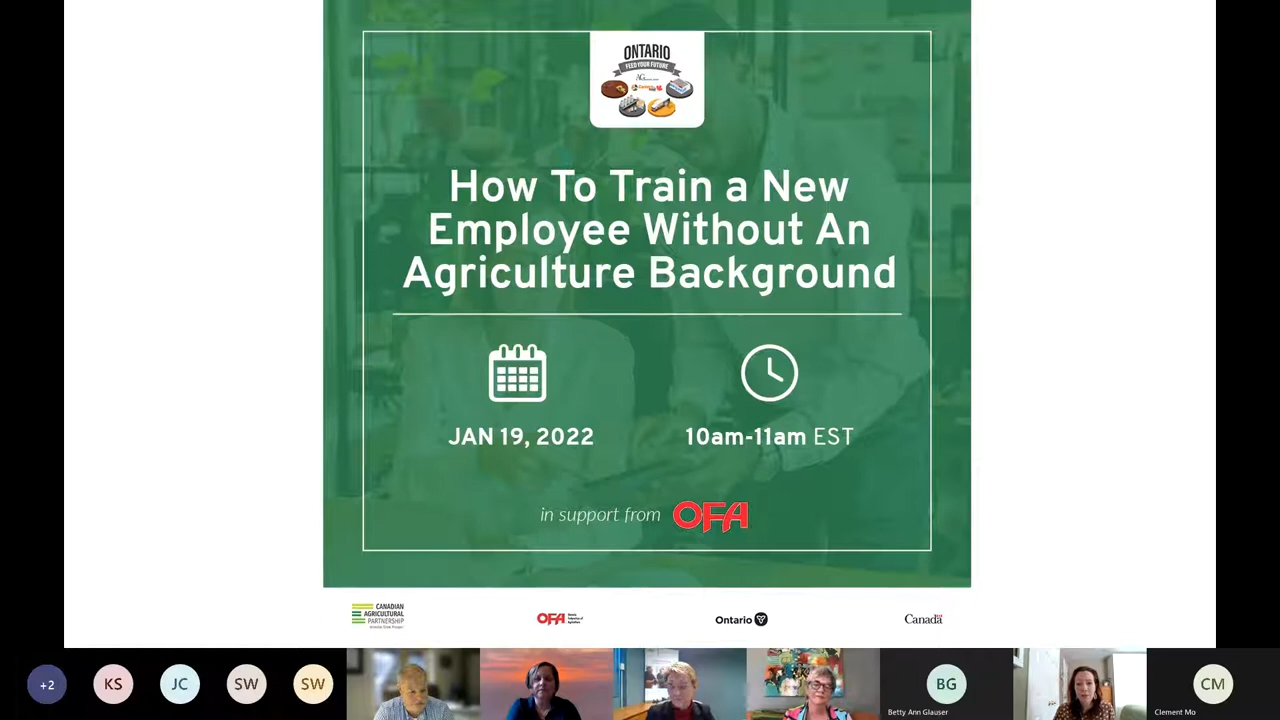 ONTARIO
FEED YOUR FUTURE
How To Train a New
Employee Without An
Agriculture Background
JAN 19, 2022
10am-11am EST
in support from OFA
CANADIAN
AGRICULTURAL
PARTNERSHIP
OFA
Ontario
Canada
+2
KS
JC
SW
SW
BG
Betty Ann Glauser
CM
Clement Mo